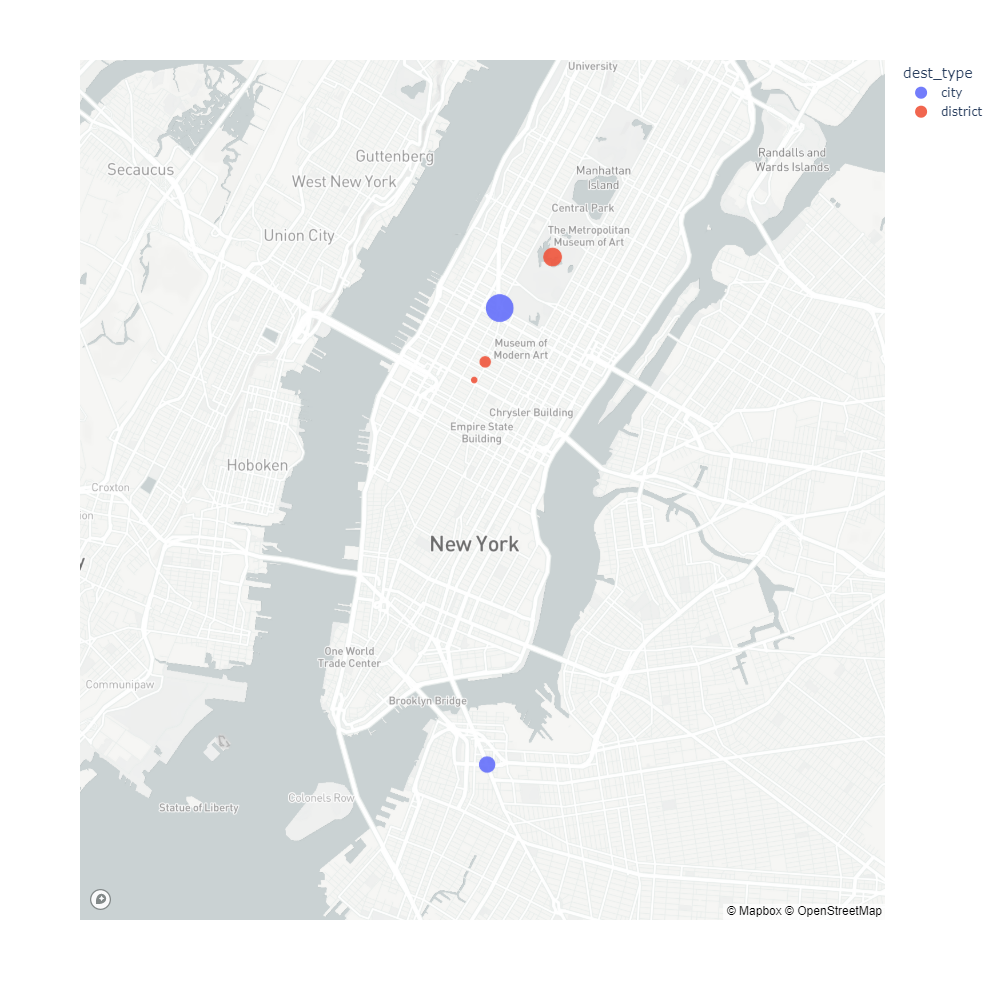 University
dest_type
city
district
Randalls and
Wards Islands
Guttenberg
Secaucus
Manhattan
Island
West New York
Central Park
Union City
The Metropolitan
Museum of Art
Museum of
Modern Art
Chrysler Building
Empire State
Building
Hoboken
Croxton
ion
New York
y
One World
Trade Center
Communipaw
Brooklyn Bridge
Colonels Row
Statue of Liberty
© Mapbox © OpenStreetMap